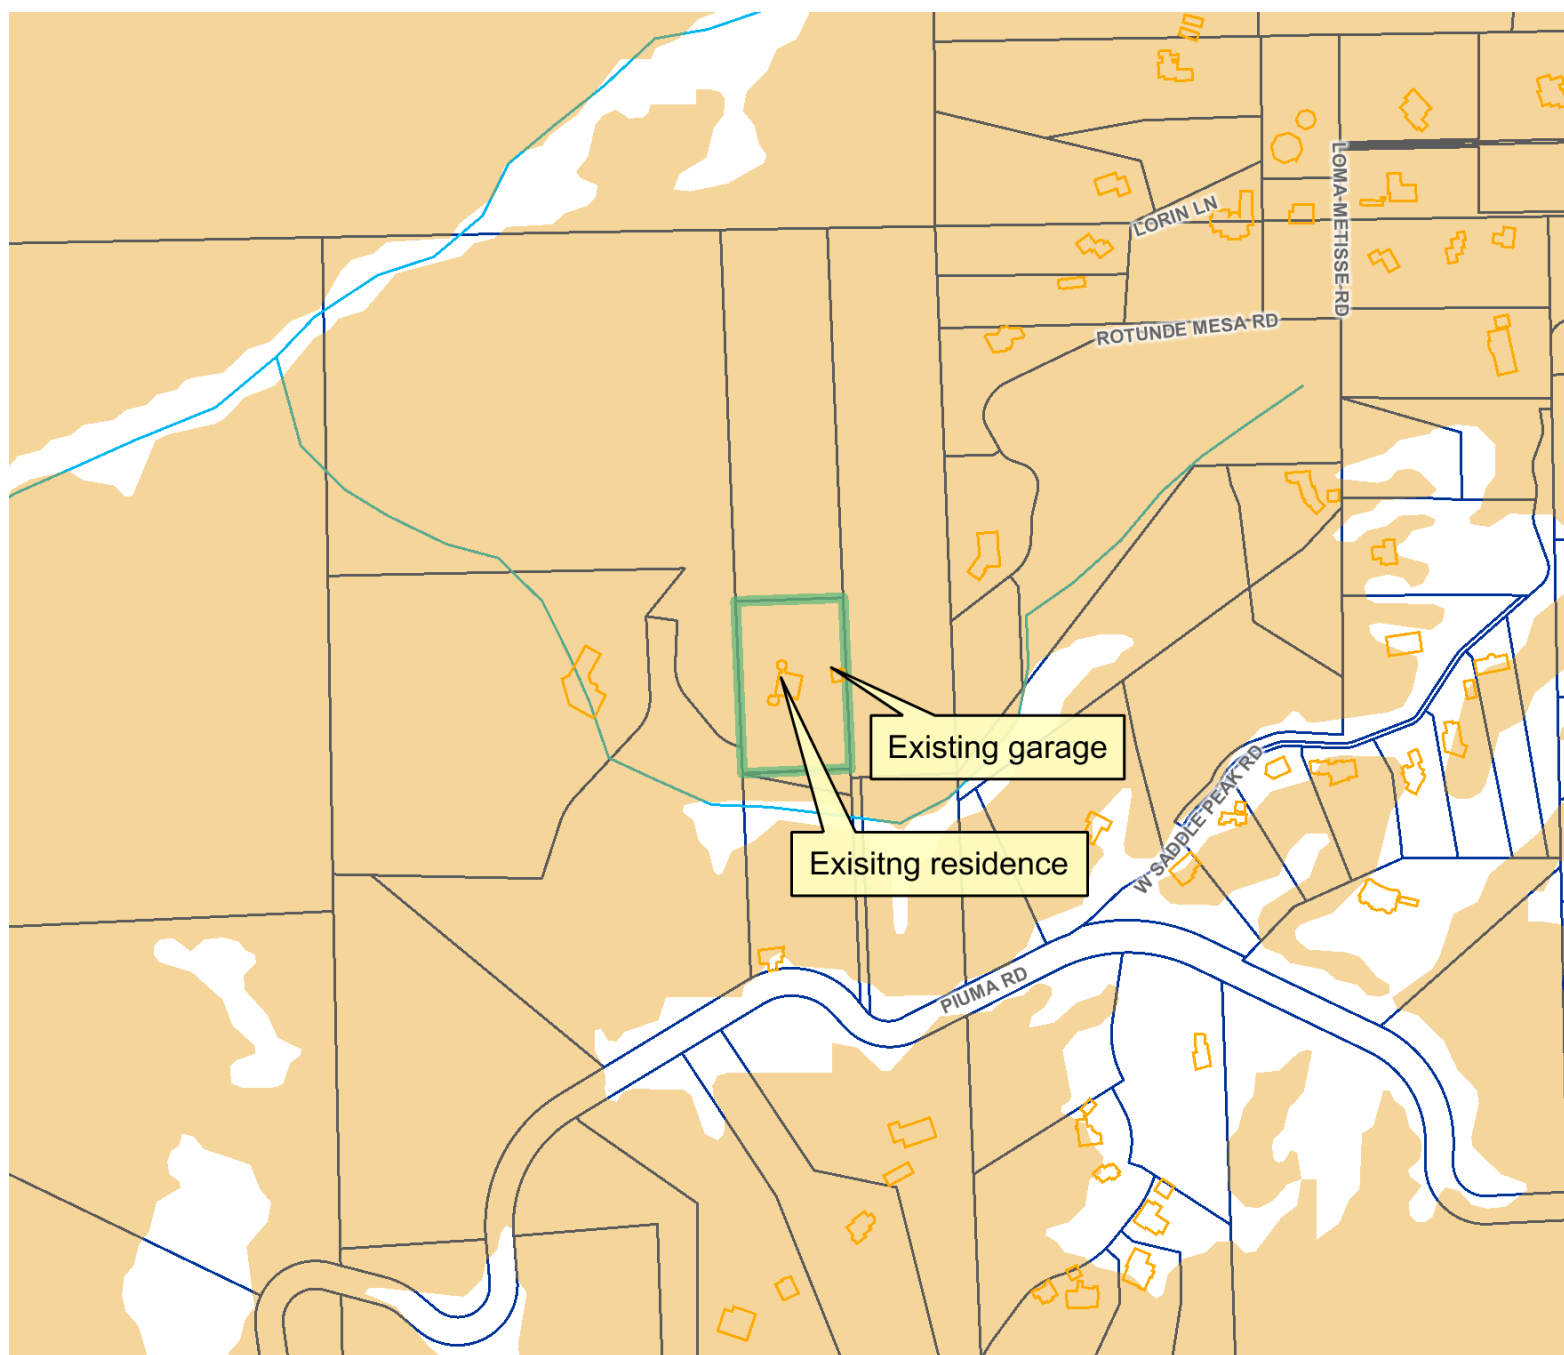 LORIN LN
LOMA METISSE RD
ROTUNDE MESA RD
Existing garage
W SADDLE PEAK RD
Exisitng residence
PIUMA RD